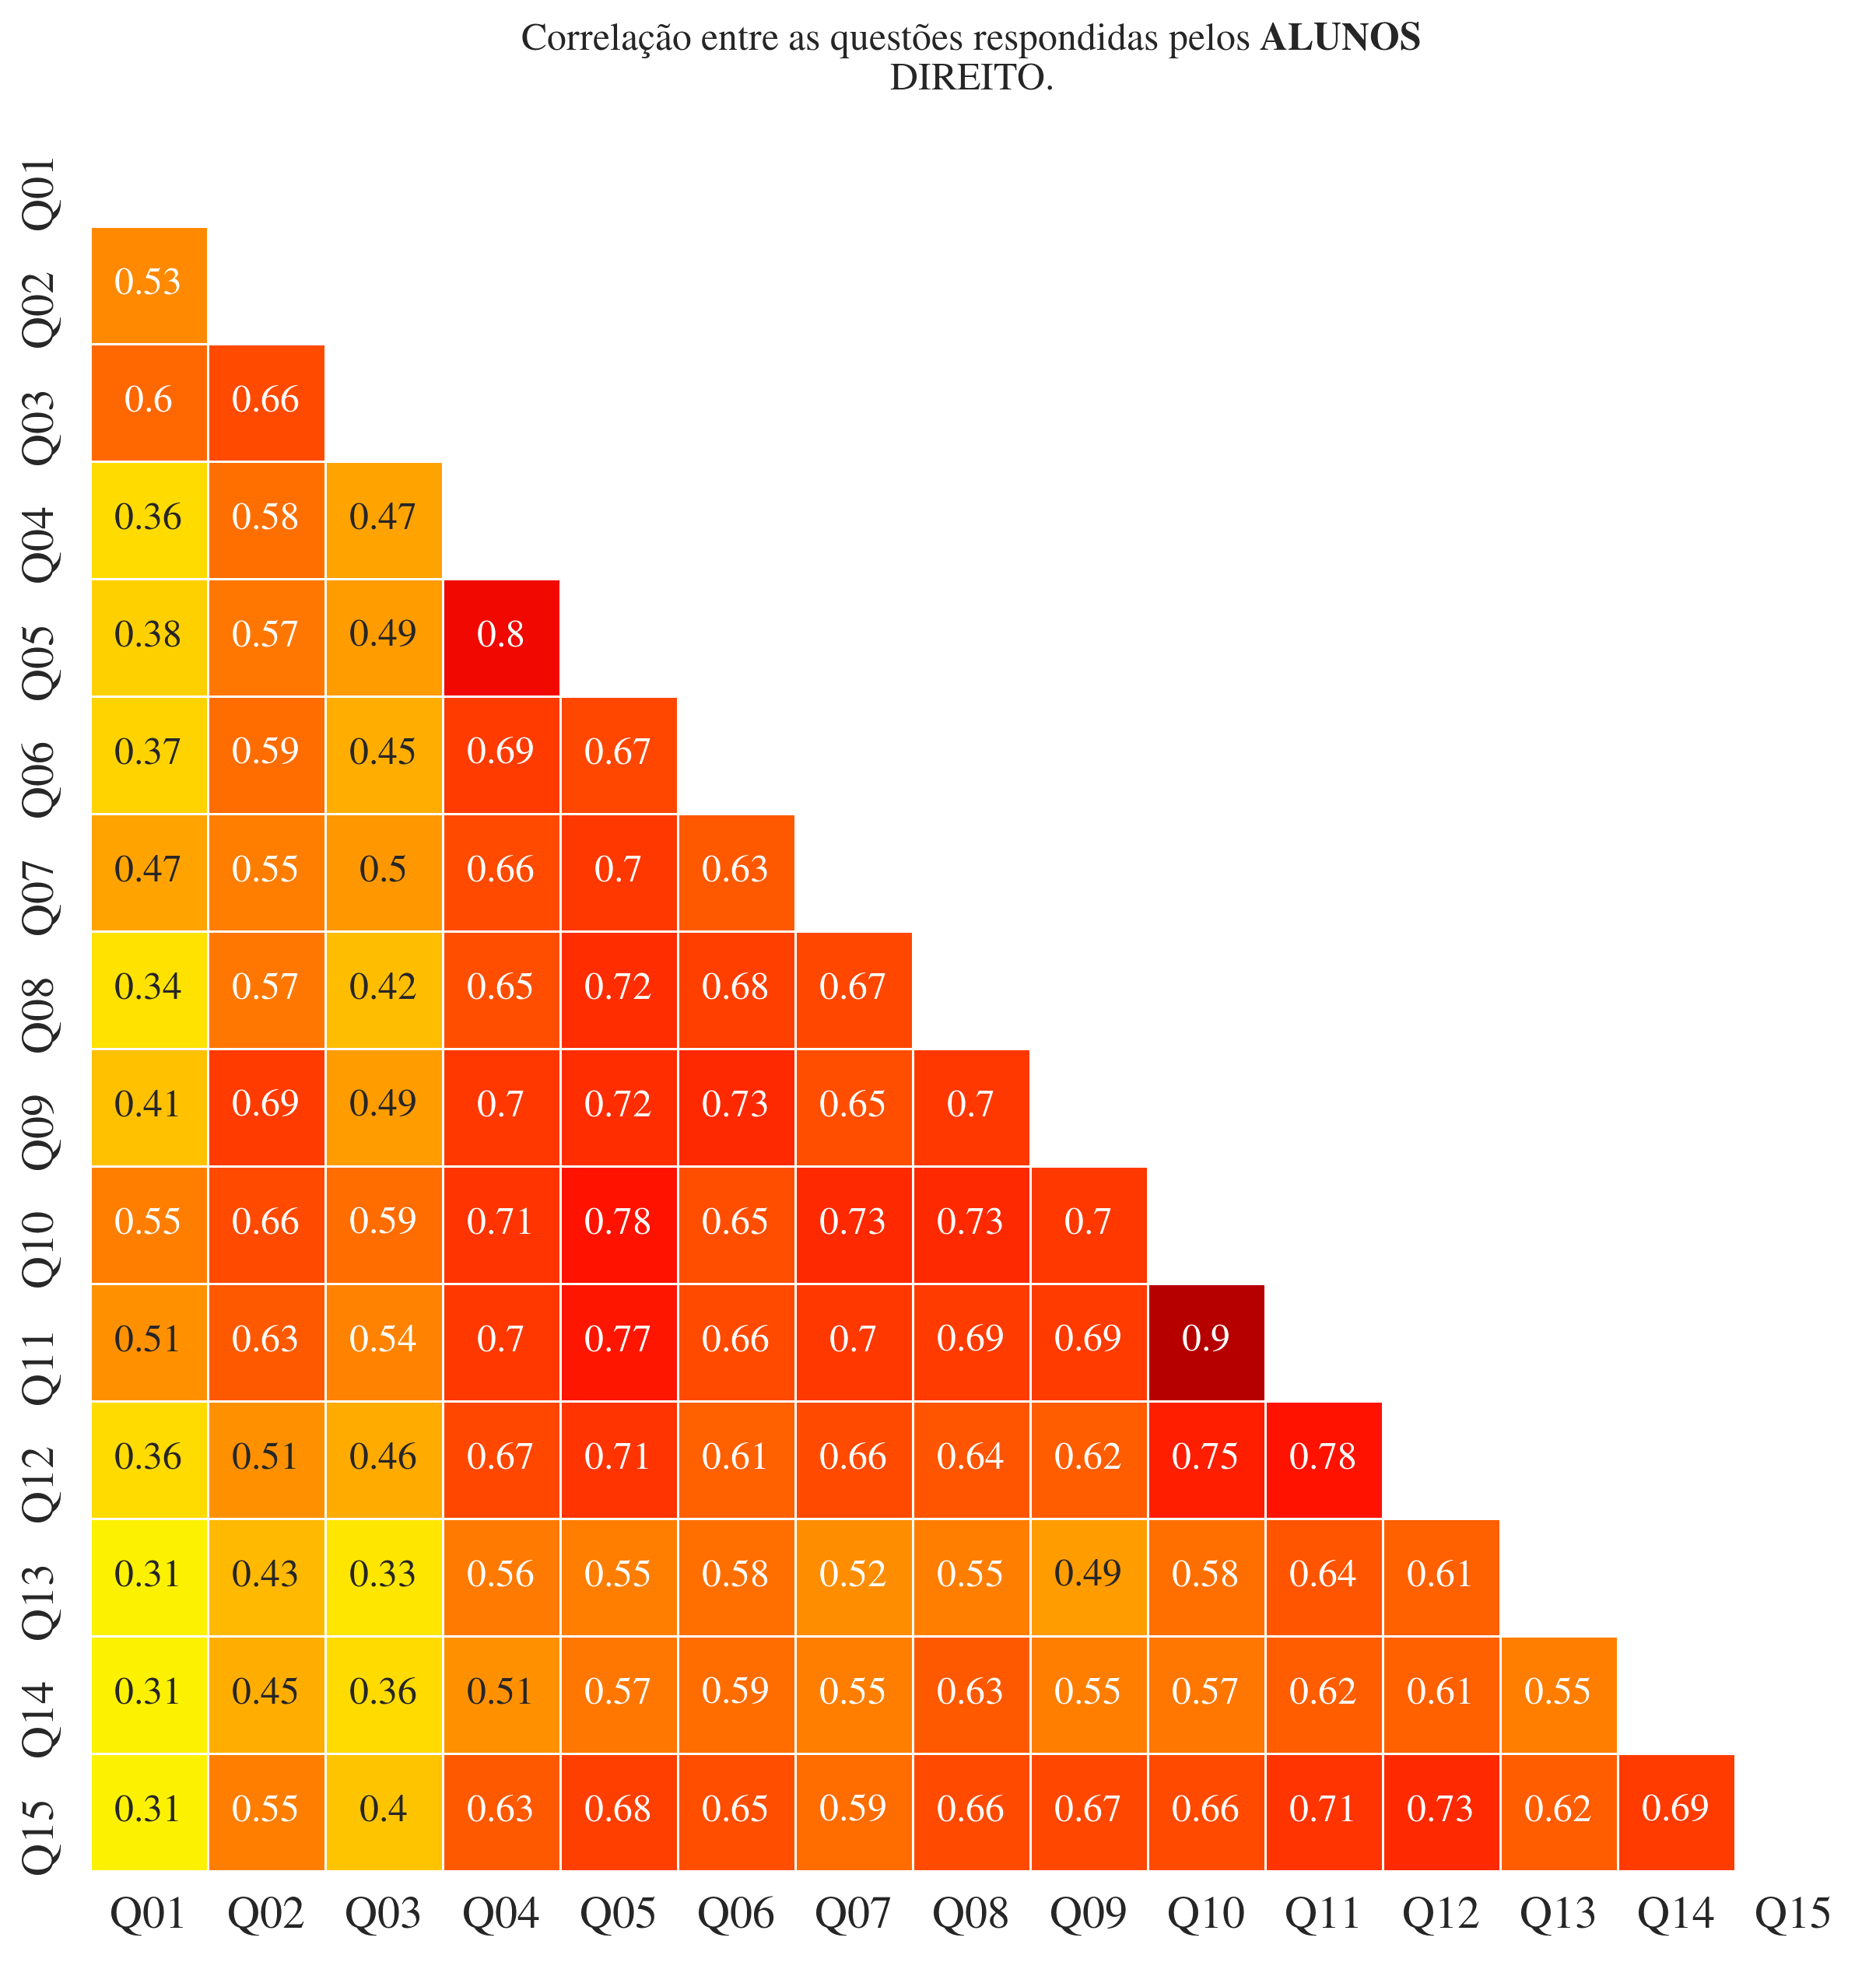 Correlação entre as questões respondidas pelos ALUNOS
DIREITO.
Q01
Q02 0.53
Q03 0.6 0.66
Q04 0.36 0.58 0.47
Q05 0.38 0.57 0.49 0.8
Q06 0.37 0.59 0.45 0.69 0.67
Q07 0.47 0.55 0.5 0.66 0.7 0.63
Q08 0.34 0.57 0.42 0.65 0.72 0.68 0.67
Q09 0.41 0.69 0.49 0.7 0.72 0.73 0.65 0.7
Q10 0.55 0.66 0.59 0.71 0.78 0.65 0.73 0.73 0.7
Q11 0.51 0.63 0.54 0.7 0.77 0.66 0.7 0.69 0.69 0.9
Q12 0.36 0.51 0.46 0.67 0.71 0.61 0.66 0.64 0.62 0.75 0.78
Q13 0.31 0.43 0.33 0.56 0.55 0.58 0.52 0.55 0.49 0.58 0.64 0.61
Q14 0.31 0.45 0.36 0.51 0.57 0.59 0.55 0.63 0.55 0.57 0.62 0.61 0.55
Q15 0.31 0.55 0.4 0.63 0.68 0.65 0.59 0.66 0.67 0.66 0.71 0.73 0.62 0.69
Q01 Q02 Q03 Q04 Q05 Q06 Q07 Q08 Q09 Q10 Q11 Q12 Q13 Q14 Q15